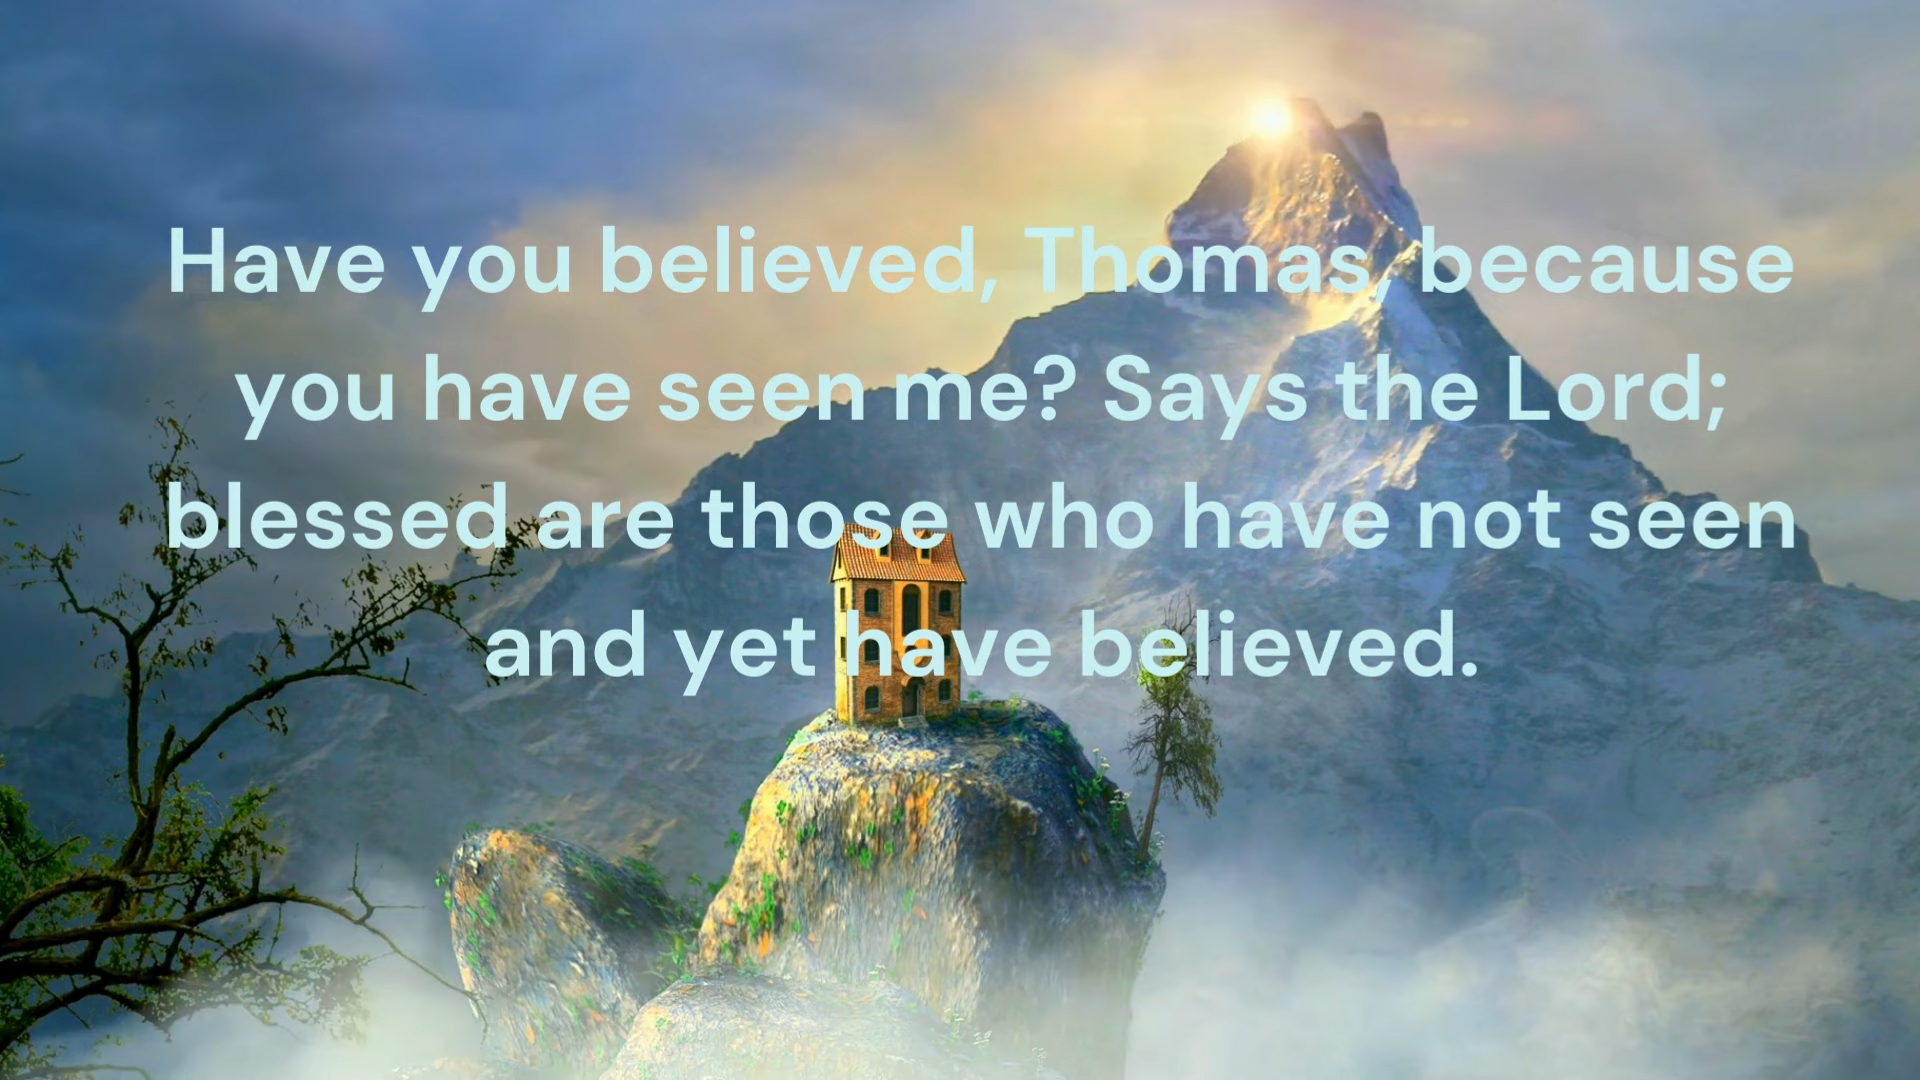 Have you believed, Thomas, because
you have seen me? Says the Lord;
blessed are those who have not seen
and yet have believed.